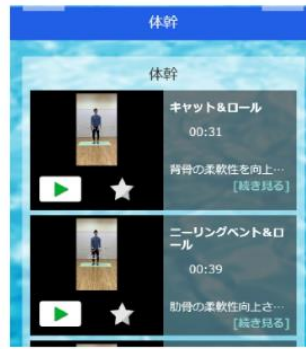 体幹
体幹
キャット&ロール
00:31
背骨の柔軟性を向上…
[続き見る]
ニーリングベント&ロ
ール
00:39
肋骨の柔軟性向上さ…
[続き見る]